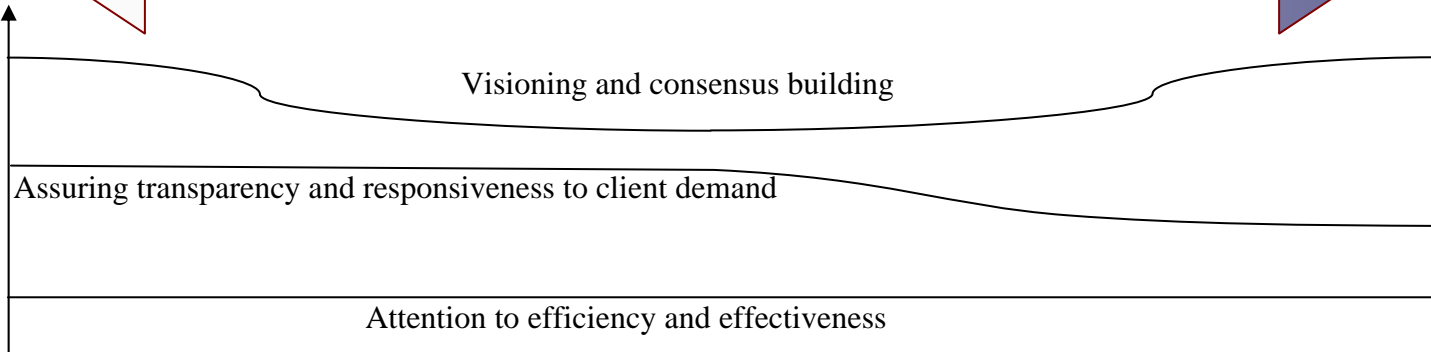 Visioning and consensus building
Assuring transparency and responsiveness to client demand
Attention to efficiency and effectiveness